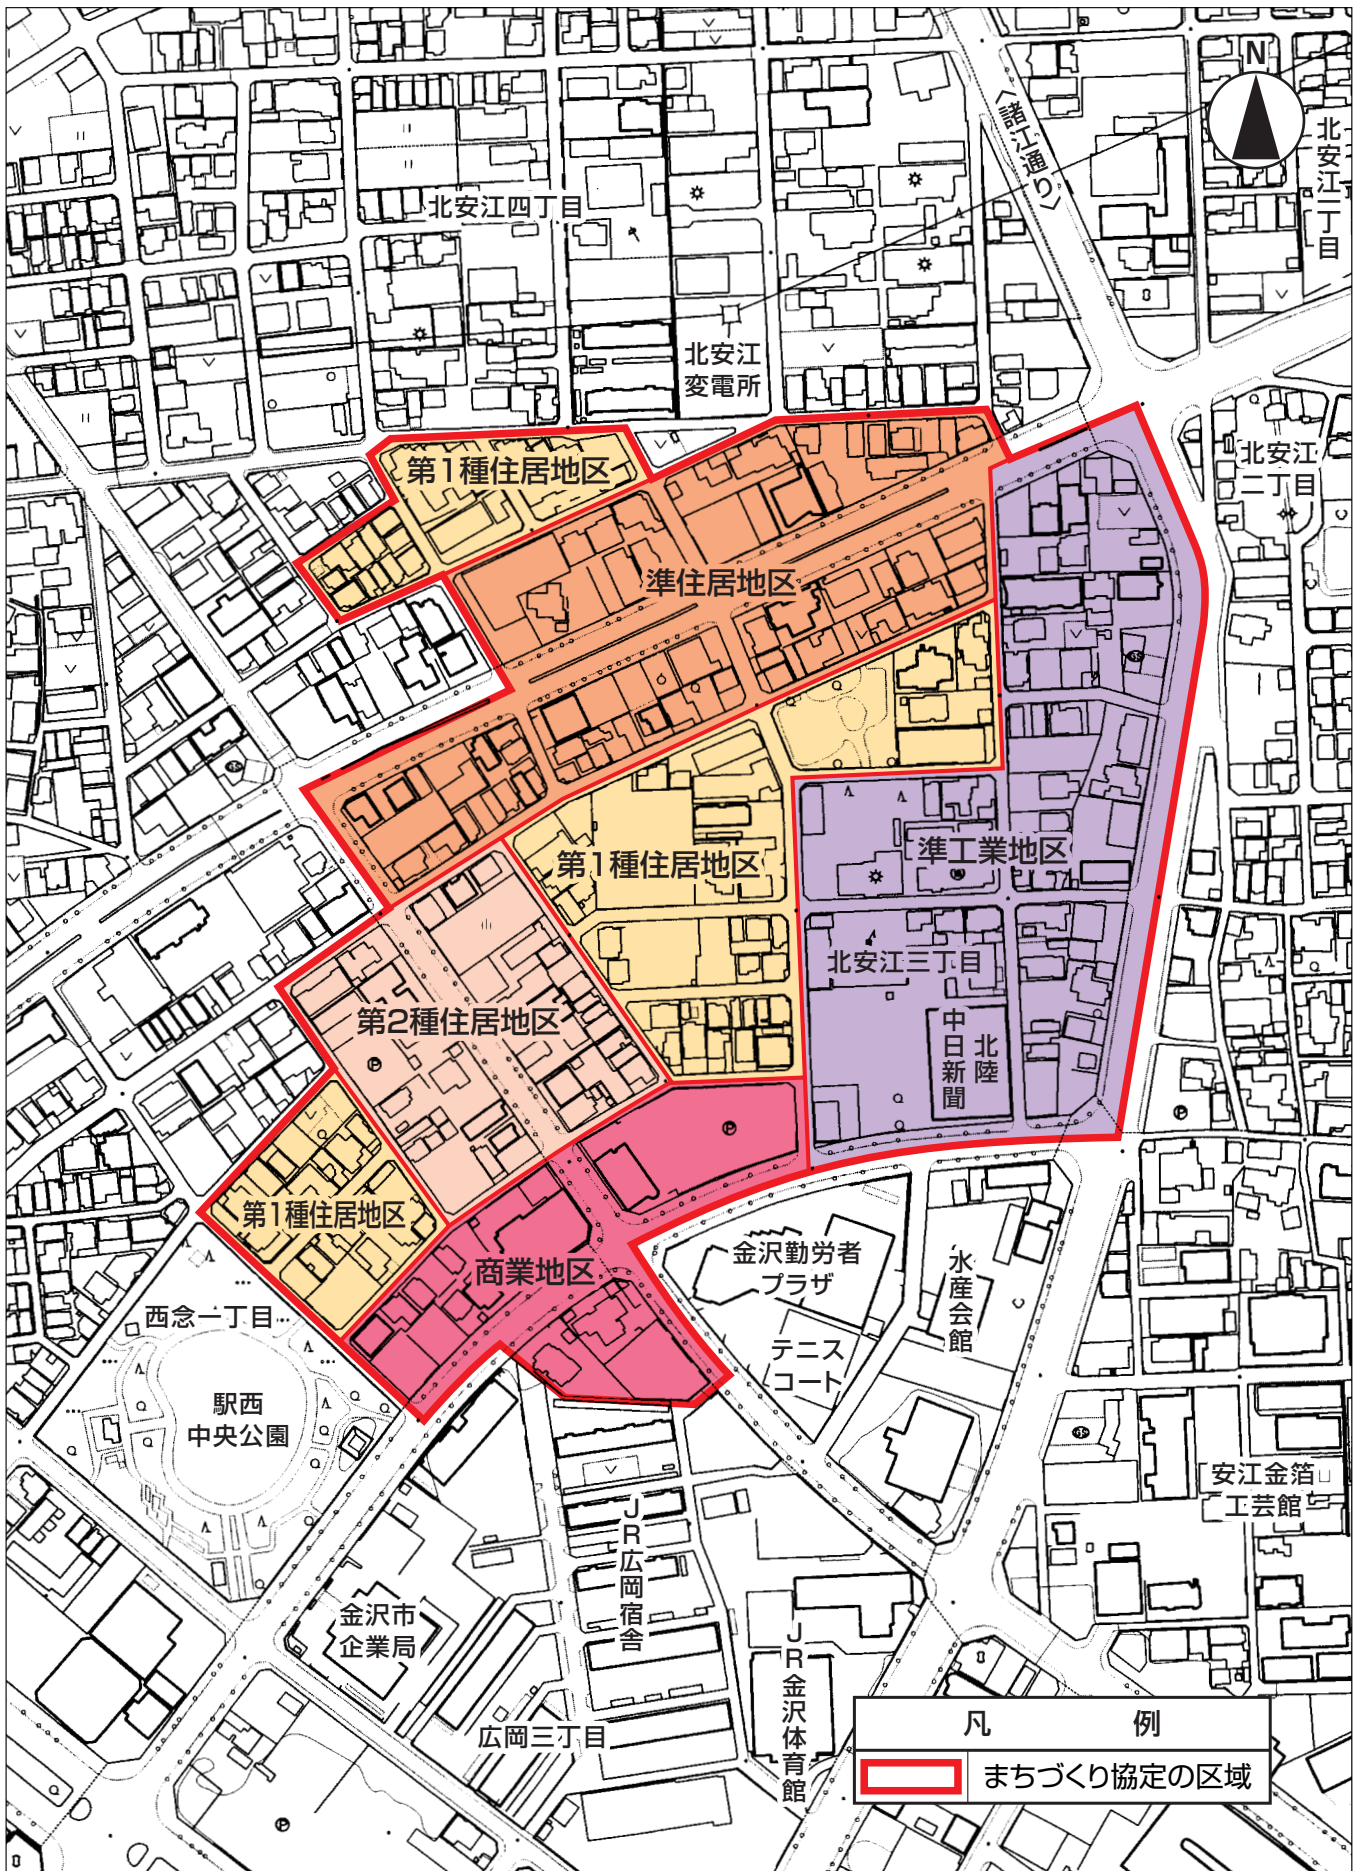 N
〈諸江通り〉
北安江一丁目
北安江四丁目
北安江
変電所
北安江
二丁目
第1種住居地区
準住居地区
第1種住居地区
準工業地区
北安江三丁目
北陸
中日新聞
第2種住居地区
第1種住居地区
商業地区
金沢勤労者
プラザ
水産会館
テニス
コート
西念一丁目
駅西
中央公園
安江金箔
工芸館
JR広岡宿舎
金沢市
企業局
JR金沢体育館
広岡三丁目
凡例
まちづくり協定の区域